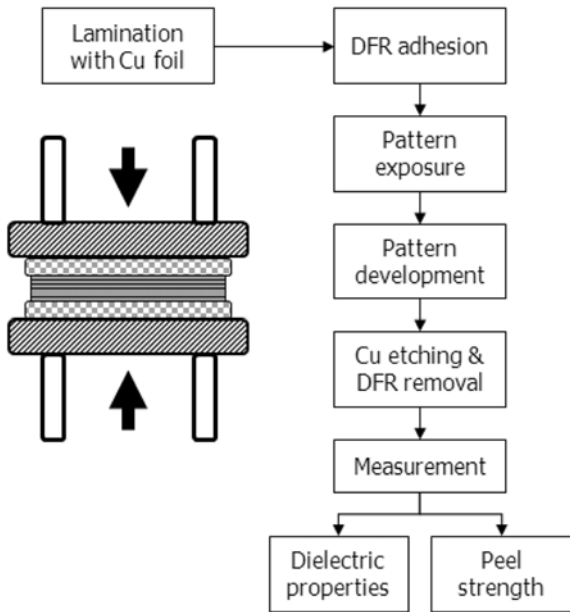 Lamination
with Cu foil
DFR adhesion
Pattern
exposure
Pattern
development
Cu etching &
DFR removal
Measurement
Dielectric
properties
Peel
strength